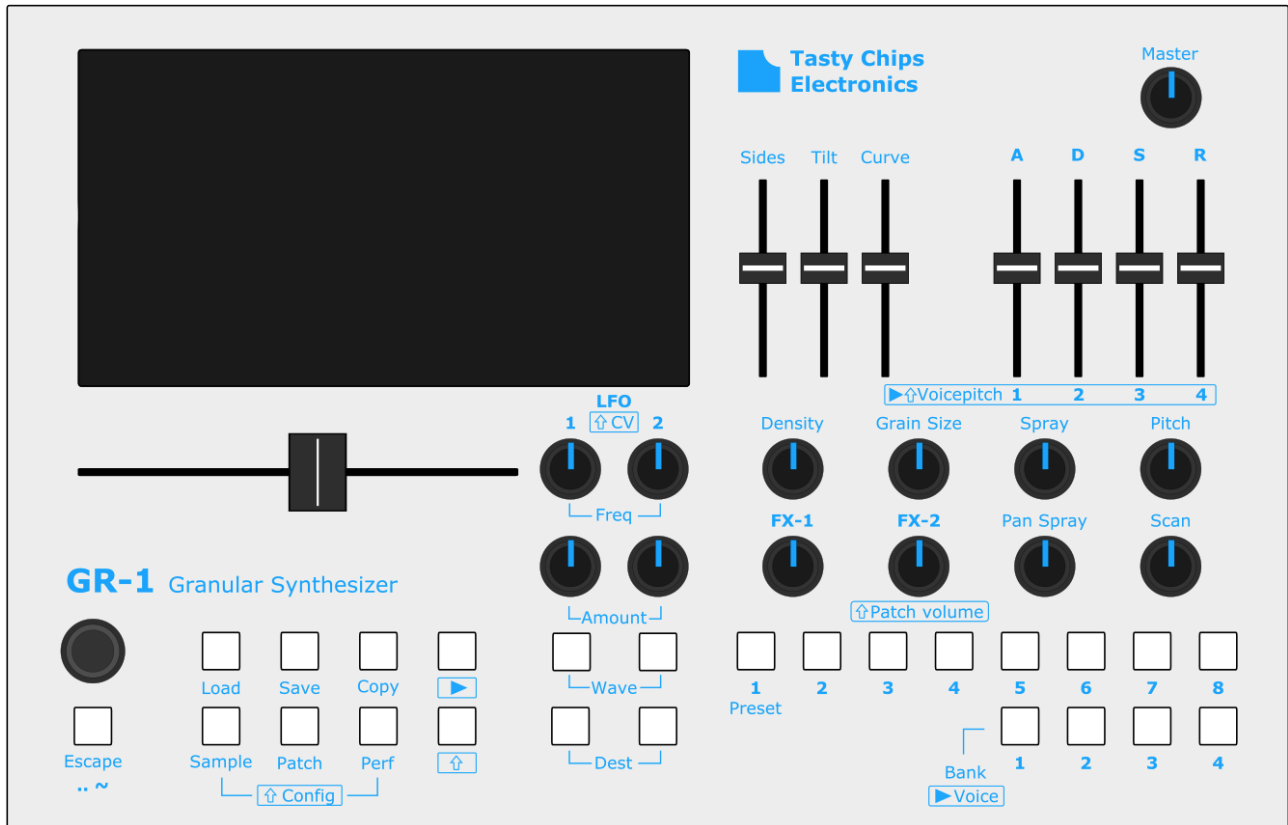 Tasty Chips
Electronics
Master
Sides Tilt Curve A D S R
▶⇧Voicepitch 1 2 3 4
LFO
1 ⇧CV 2
Density Grain Size Spray Pitch
Freq
FX-1 FX-2 Pan Spray Scan
GR-1 Granular Synthesizer
Amount
⇧Patch volume
Load Save Copy ▶
Wave
1 2 3 4 5 6 7 8
Preset
Escape Sample Patch Perf ⇧
Dest
1 2 3 4
Bank
.. ~
⇧ Config
▶Voice